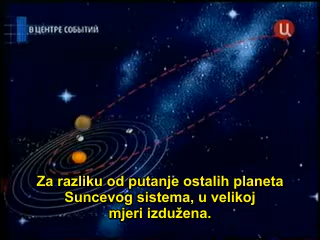 В ЦЕНТРЕ СОБЫТИЙ
Ц
Za razliku od putanje ostalih planeta
Suncevog sistema, u velikoj
mjeri izdužena.